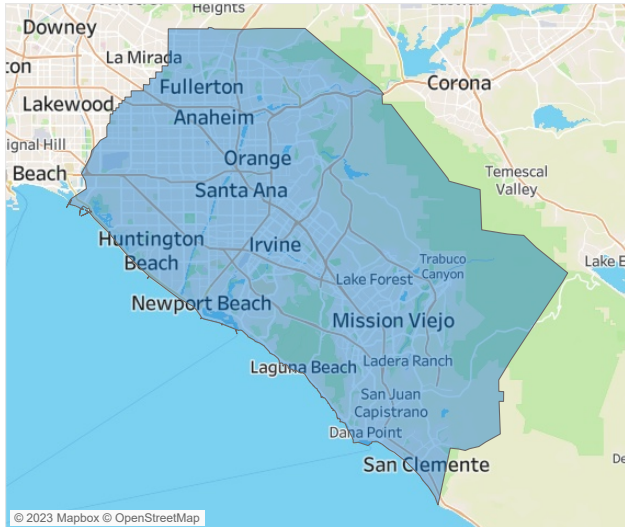 Heights
Downey
La Mirada
ton
Fullerton
Corona
Lakewood
Anaheim
ignal Hill
Orange
Beach
Temescal
Valley
Santa Ana
Huntington
Beach
Irvine
Trabuco
Canyon
Lake E
Lake Forest
Newport Beach
Mission Viejo
Laguna Beach
Ladera Ranch
San Juan
Capistrano
Dana Point
San Clemente
De
© 2023 Mapbox © OpenStreetMap